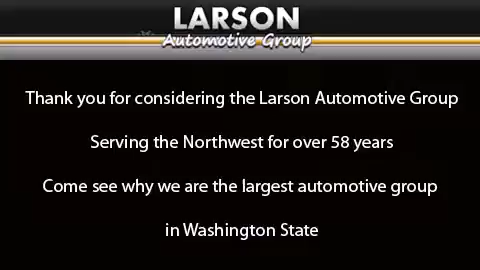 LARSON
Automotive Group
Thank you for considering the Larson Automotive Group
Serving the Northwest for over 58 years
Come see why we are the largest automotive group
in Washington State